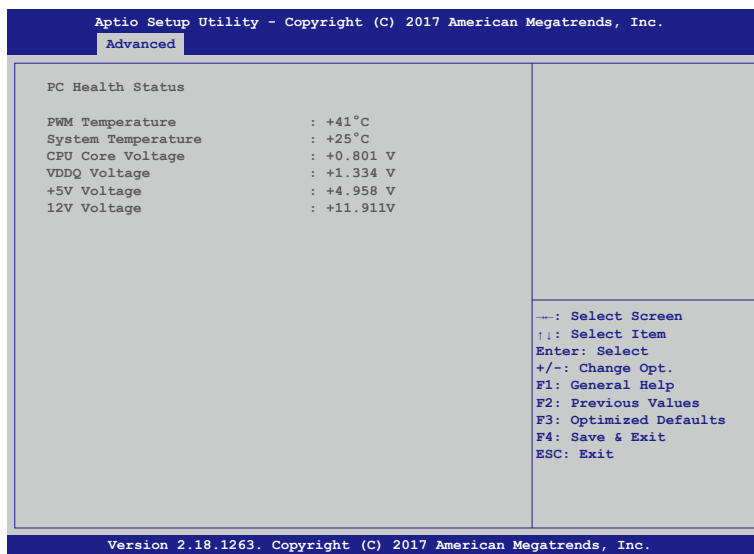 Aptio Setup Utility - Copyright (C) 2017 American Megatrends, Inc.
Advanced
PC Health Status
PWM Temperature : +41°C
System Temperature : +25°C
CPU Core Voltage : +0.801 V
VDDQ Voltage : +1.334 V
+5V Voltage : +4.958 V
12V Voltage : +11.911V
→←: Select Screen
↑↓: Select Item
Enter: Select
+/-: Change Opt.
F1: General Help
F2: Previous Values
F3: Optimized Defaults
F4: Save & Exit
ESC: Exit
Version 2.18.1263. Copyright (C) 2017 American Megatrends, Inc.